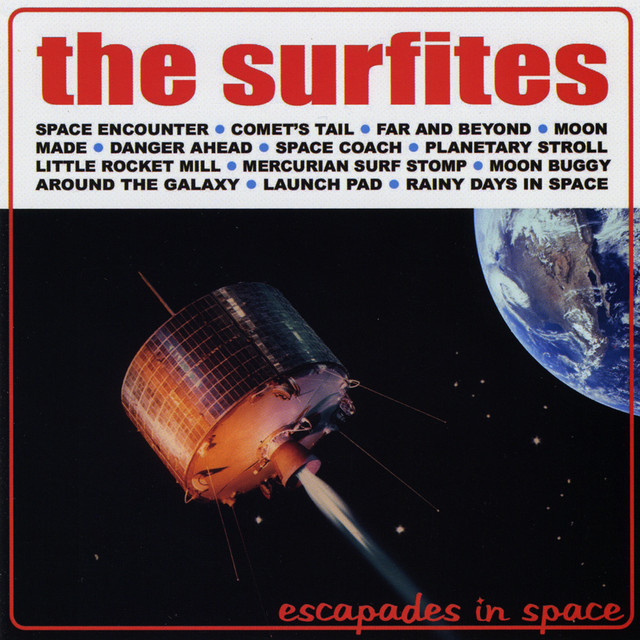 the surfites
SPACE ENCOUNTER • COMET'S TAIL • FAR AND BEYOND • MOON
MADE • DANGER AHEAD • SPACE COACH • PLANETARY STROLL
LITTLE ROCKET MILL • MERCURIAN SURF STOMP • MOON BUGGY
AROUND THE GALAXY • LAUNCH PAD • RAINY DAYS IN SPACE
escapades in space